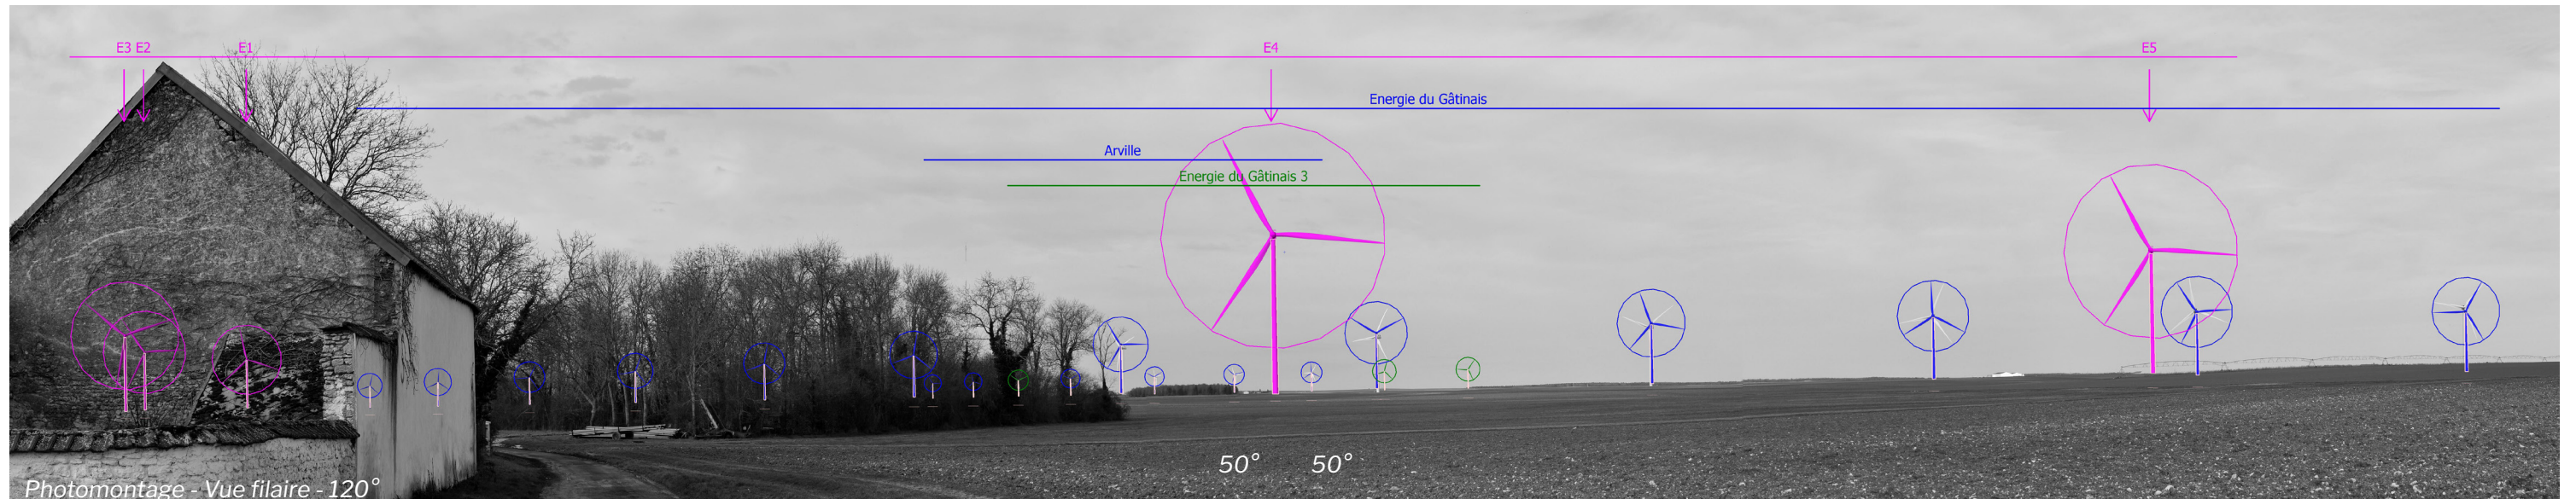 E3 E2 E1 E4 E5
Energie du Gâtinais
Arville
Energie du Gâtinais 3
50° 50°
Photomontage - Vue filaire - 120°